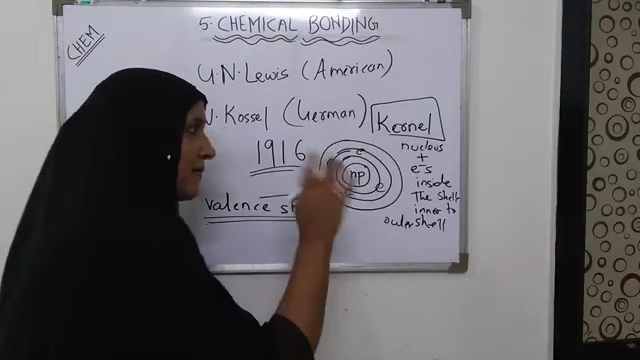 CHEM
5. CHEMICAL BONDING
G.N. Lewis (American)
. Kossel (German)
1916
Valence s
Kernel
nucleus
+
e-s
inside
The shell
inner to
outer shell
e
np
e